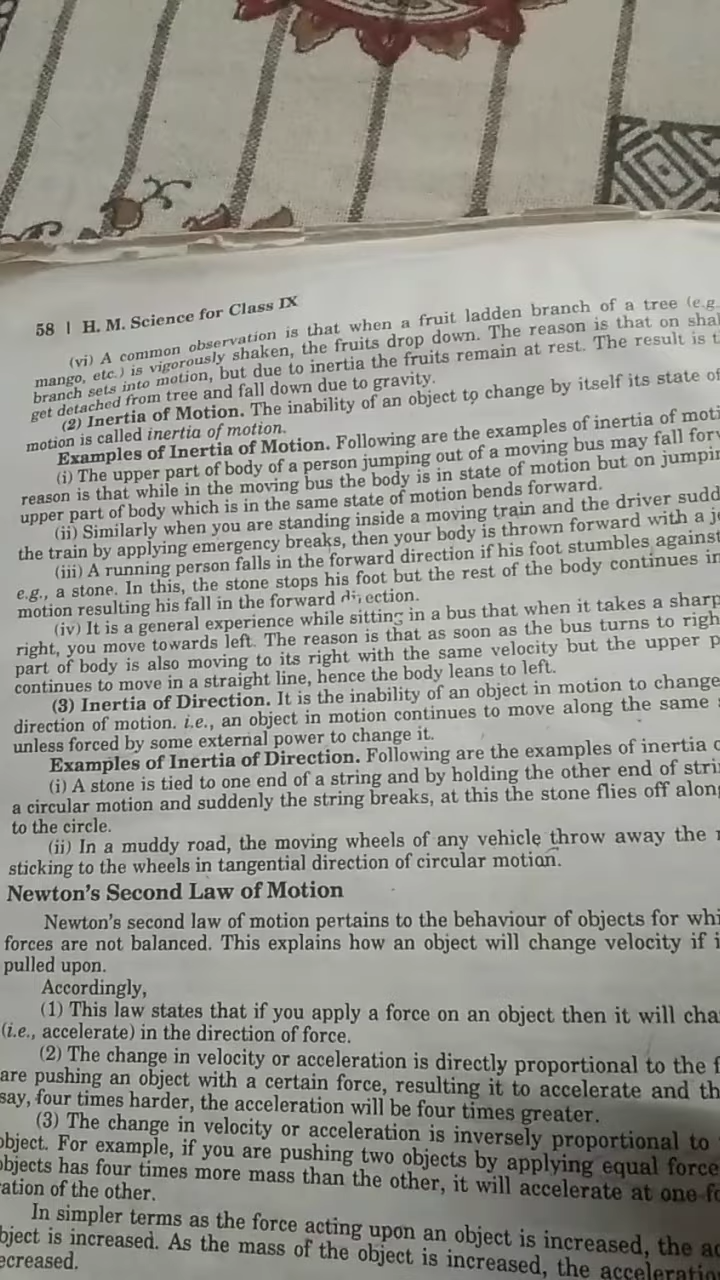 58 | H. M. Science for Class IX
(vi) A common observation is that when a fruit ladden branch of a tree (e.g.
mango, etc.) is vigorously shaken, the fruits drop down. The reason is that on
branch sets into motion, but due to inertia the fruits remain at rest. The result is
get detached from tree and fall down due to gravity.
(2) Inertia of Motion. The inability of an object to change by itself its state of
motion is called inertia of motion.
Examples of Inertia of Motion. Following are the examples of inertia of
(i) The upper part of body of a person jumping out of a moving bus may fall
reason is that while in the moving bus the body is in state of motion but on
upper part of body which is in the same state of motion bends forward.
(ii) Similarly when you are standing inside a moving train and the driver
the train by applying emergency breaks, then your body is thrown forward with a
(iii) A running person falls in the forward direction if his foot stumbles against
e.g., a stone. In this, the stone stops his foot but the rest of the body continues in
motion resulting his fall in the forward direction.
(iv) It is a general experience while sitting in a bus that when it takes a sharp
right, you move towards left. The reason is that as soon as the bus turns to
part of body is also moving to its right with the same velocity but the upper
continues to move in a straight line, hence the body leans to left.
(3) Inertia of Direction. It is the inability of an object in motion to change
direction of motion. i.e., an object in motion continues to move along the same
unless forced by some external power to change it.
Examples of Inertia of Direction. Following are the examples of inertia
(i) A stone is tied to one end of a string and by holding the other end of
a circular motion and suddenly the string breaks, at this the stone flies off
to the circle.
(ii) In a muddy road, the moving wheels of any vehicle throw away the
sticking to the wheels in tangential direction of circular motion.
Newton's Second Law of Motion
Newton's second law of motion pertains to the behaviour of objects for
forces are not balanced. This explains how an object will change velocity if
pulled upon.
Accordingly,
(1) This law states that if you apply a force on an object then it will
(i.e., accelerate) in the direction of force.
(2) The change in velocity or acceleration is directly proportional to the
are pushing an object with a certain force, resulting it to accelerate and
say, four times harder, the acceleration will be four times greater.
(3) The change in velocity or acceleration is inversely proportional to
object. For example, if you are pushing two objects by applying equal force
objects has four times more mass than the other, it will accelerate at
of the other.
In simpler terms as the force acting upon an object is increased, the
is increased. As the mass of the object is increased, the